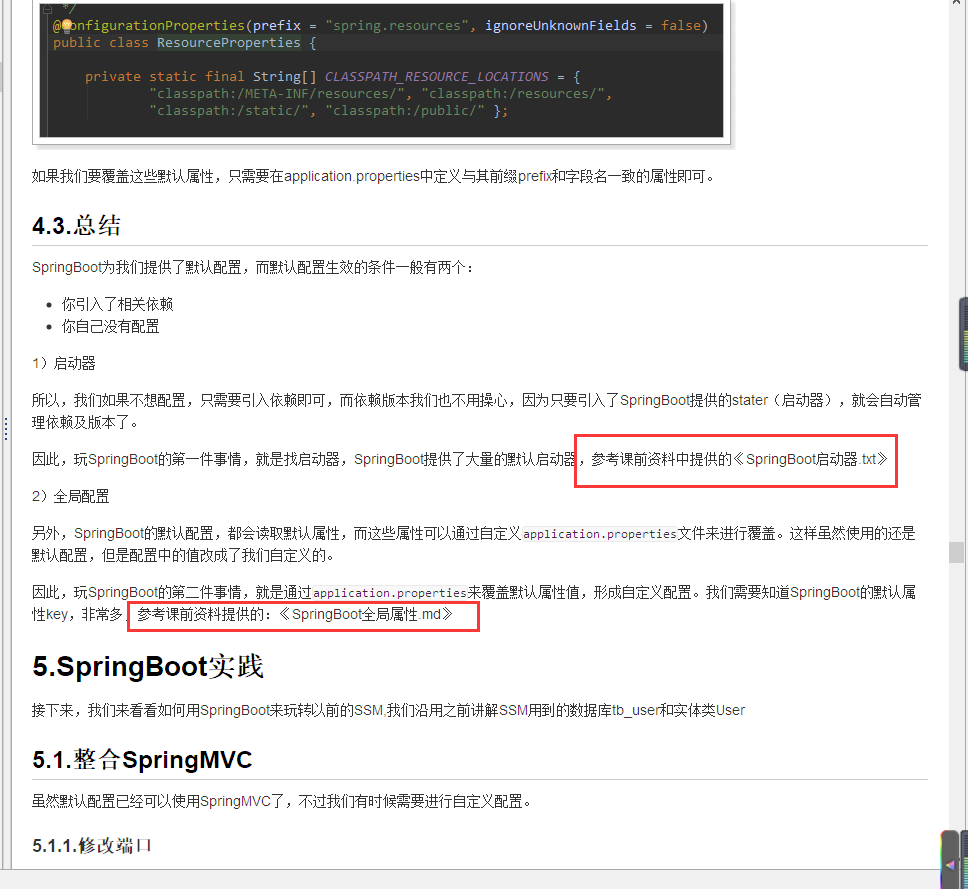 */
@ConfigurationProperties(prefix = "spring.resources", ignoreUnknownFields = false)
public class ResourceProperties {
private static final String[] CLASSPATH_RESOURCE_LOCATIONS = {
"classpath:/META-INF/resources/", "classpath:/resources/",
"classpath:/static/", "classpath:/public/" };
如果我们要覆盖这些默认属性，只需要在application.properties中定义与其前缀prefix和字段名一致的属性即可。
4.3.总结
SpringBoot为我们提供了默认配置，而默认配置生效的条件一般有两个：
• 你引入了相关依赖
• 你自己没有配置
1）启动器
所以，我们如果不想配置，只需要引入依赖即可，而依赖版本我们也不用操心，因为只要引入了SpringBoot提供的stater（启动器），就会自动管
理依赖及版本了。
因此，玩SpringBoot的第一件事情，就是找启动器，SpringBoot提供了大量的默认启动器，参考课前资料中提供的《SpringBoot启动器.txt》
2）全局配置
另外，SpringBoot的默认配置，都会读取默认属性，而这些属性可以通过自定义application.properties文件来进行覆盖。这样虽然使用的还是
默认配置，但是配置中的值改成了我们自定义的。
因此，玩SpringBoot的第二件事情，就是通过application.properties来覆盖默认属性值，形成自定义配置。我们需要知道SpringBoot的默认属
性key，非常多，参考课前资料提供的：《SpringBoot全局属性.md》
5.SpringBoot实践
接下来，我们来看看如何用SpringBoot来玩转以前的SSM,我们沿用之前讲解SSM用到的数据库tb_user和实体类User
5.1.整合SpringMVC
虽然默认配置已经可以使用SpringMVC了，不过我们有时候需要进行自定义配置。
5.1.1.修改端口